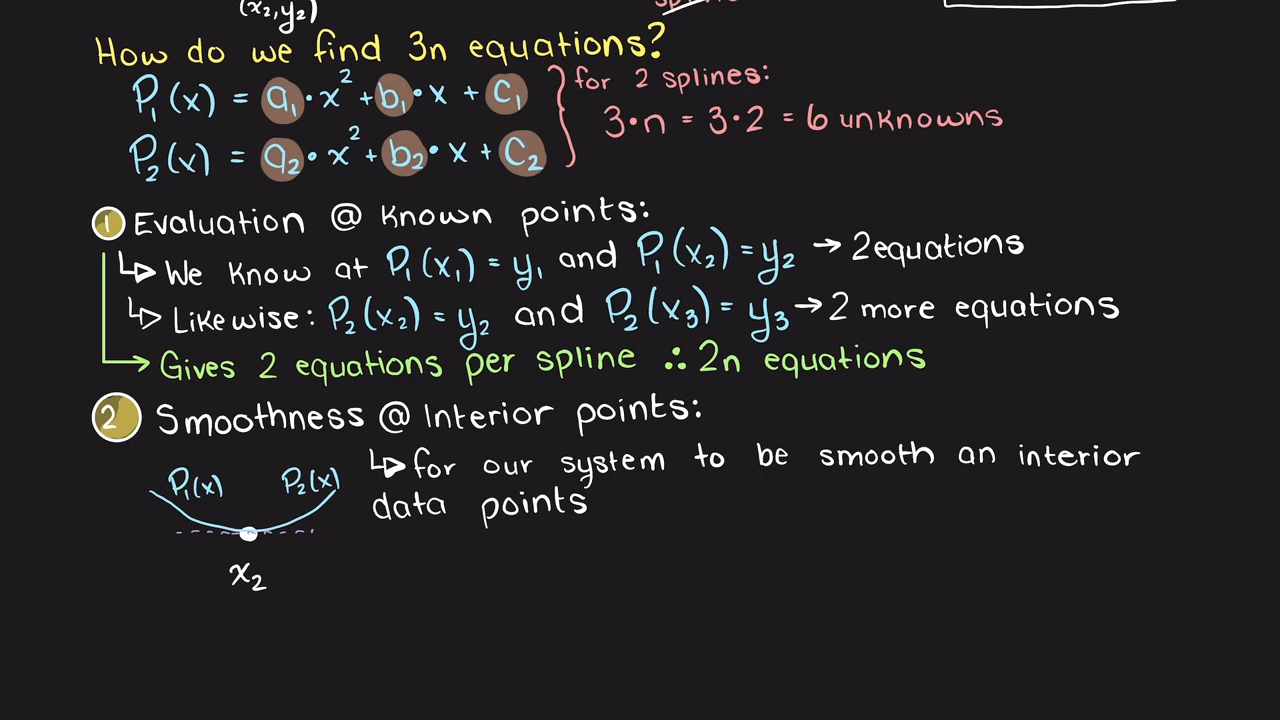 (x₂,y₂)
How do we find 3n equations?
P₁(x) = a₁·x² + b₁·x + c₁
for 2 splines:
3·n = 3·2 = 6 unknowns
P₂(x) = a₂·x² + b₂·x + c₂
1 Evaluation @ known points:
We know at P₁(x₁) = y₁ and P₁(x₂) = y₂ → 2 equations
Likewise: P₂(x₂) = y₂ and P₂(x₃) = y₃ → 2 more equations
Gives 2 equations per spline ∴ 2n equations
2 Smoothness @ Interior points:
for our system to be smooth an interior
data points
P₁(x) P₂(x)
x₂